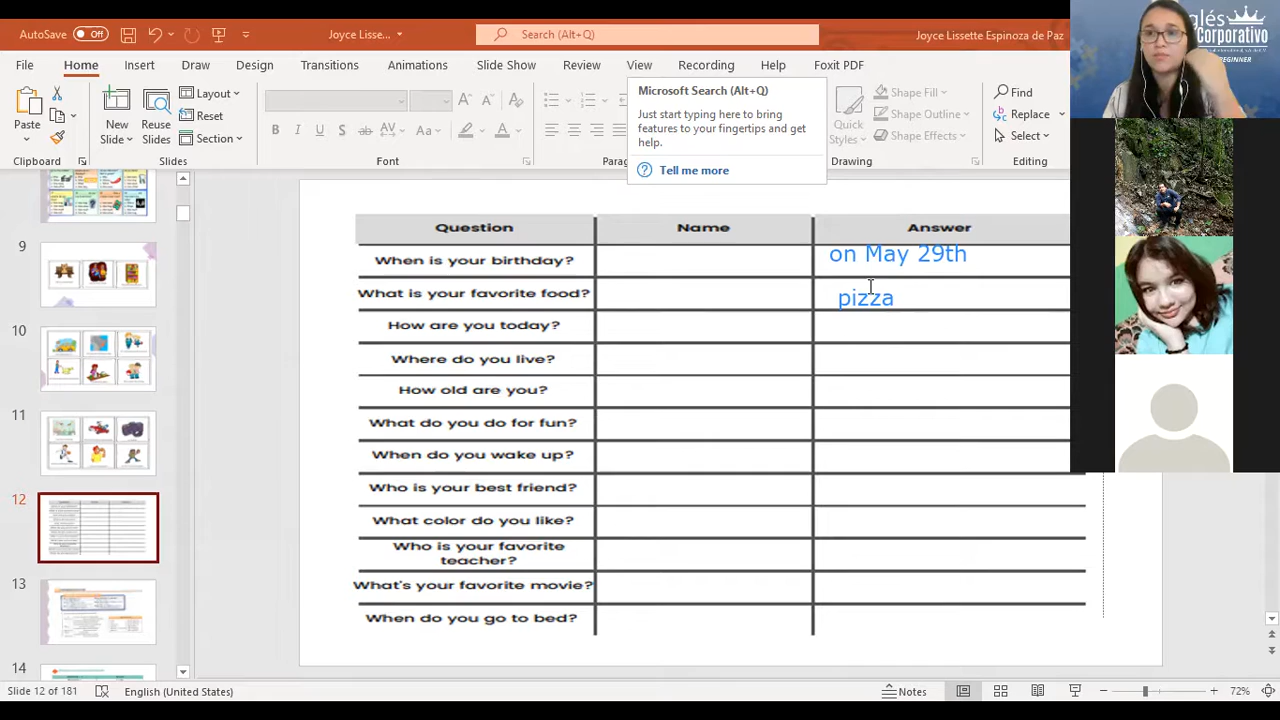 AutoSave Off Joyce Lisse... Search (Alt+Q) Joyce Lissette Espinoza de Paz
glés
Corporativo
BEGINNER
File Home Insert Draw Design Transitions Animations Slide Show Review View Recording Help Foxit PDF
Microsoft Search (Alt+Q)
Just start typing here to bring
features to your fingertips and get
help.
Tell me more
Paste
New
Slides
Reuse
Slides
Layout
Reset
Section
B I U S ab AV Aa A
Quick
Styles
Shape Fill
Shape Outline
Shape Effects
Find
Replace
Select
Clipboard Slides Font Parag Drawing Editing
9
10
11
12
13
14
Question Name Answer
When is your birthday? on May 29th
What is your favorite food? pizza
How are you today?
Where do you live?
How old are you?
What do you do for fun?
When do you wake up?
Who is your best friend?
What color do you like?
Who is your favorite
teacher?
What's your favorite movie?
When do you go to bed?
Slide 12 of 181 English (United States) Notes 72%